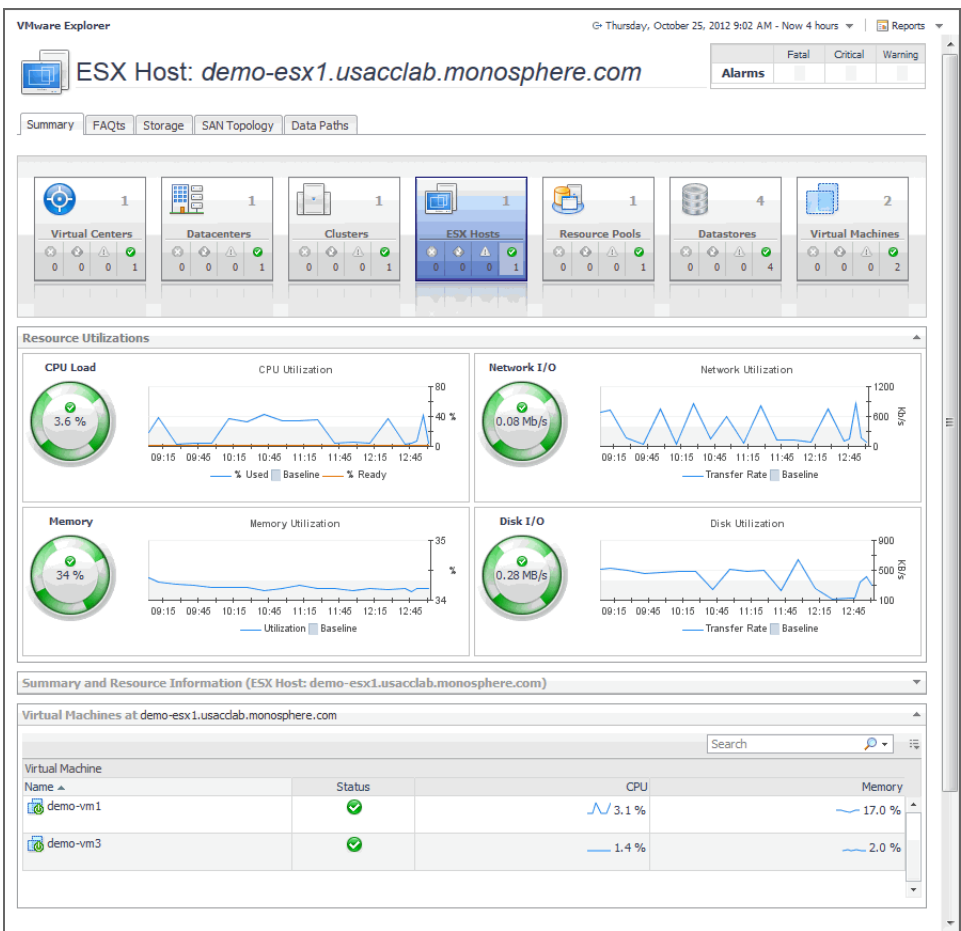 VMware Explorer
Thursday, October 25, 2012 9:02 AM - Now 4 hours
Reports
ESX Host: demo-esx1.usacclab.monosphere.com
Fatal Critical Warning
Alarms
Summary FAQts Storage SAN Topology Data Paths
1 1 1 1 1 4 2
Virtual Centers Datacenters Clusters ESX Hosts Resource Pools Datastores Virtual Machines
0 0 0 1 0 0 0 1 0 0 0 1 0 0 0 1 0 0 0 1 0 0 0 4 0 0 0 2
Resource Utilizations
CPU Load
CPU Utilization
3.6 %
80
40 %
0
09:15 09:45 10:15 10:45 11:15 11:45 12:15 12:45
% Used Baseline % Ready
Network I/O
Network Utilization
0.08 Mb/s
1200
600 Kb/s
0
09:15 09:45 10:15 10:45 11:15 11:45 12:15 12:45
Transfer Rate Baseline
Memory
Memory Utilization
34 %
35
%
34
09:15 09:45 10:15 10:45 11:15 11:45 12:15 12:45
Utilization Baseline
Disk I/O
Disk Utilization
0.28 MB/s
900
500 KB/s
100
09:15 09:45 10:15 10:45 11:15 11:45 12:15 12:45
Transfer Rate Baseline
Summary and Resource Information (ESX Host: demo-esx1.usacclab.monosphere.com)
Virtual Machines at demo-esx1.usacclab.monosphere.com
Search
Virtual Machine
Name Status CPU Memory
demo-vm1 3.1 % 17.0 %
demo-vm3 1.4 % 2.0 %